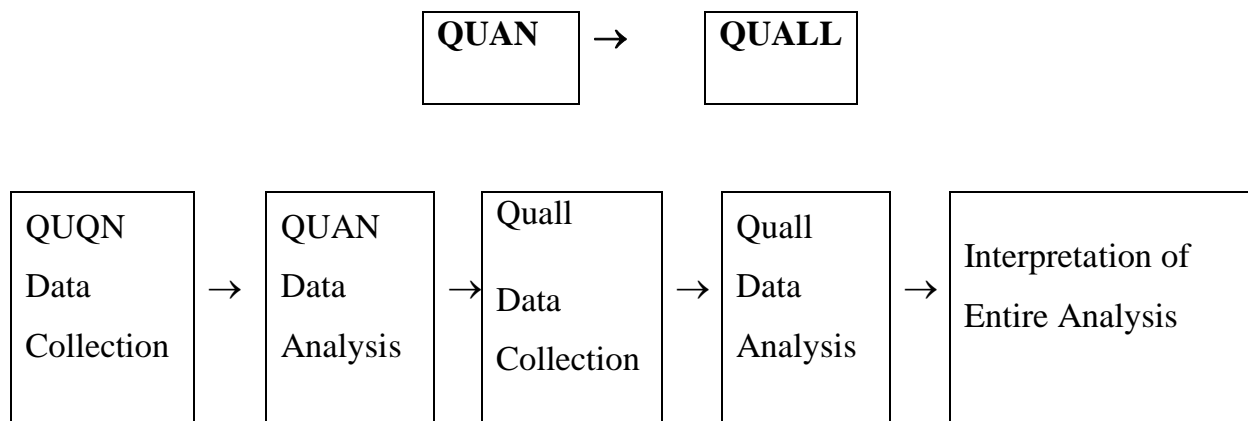 QUAN → QUALL
QUQN
Data
Collection
→
QUAN
Data
Analysis
→
Quall
Data
Collection
→
Quall
Data
Analysis
→
Interpretation of
Entire Analysis